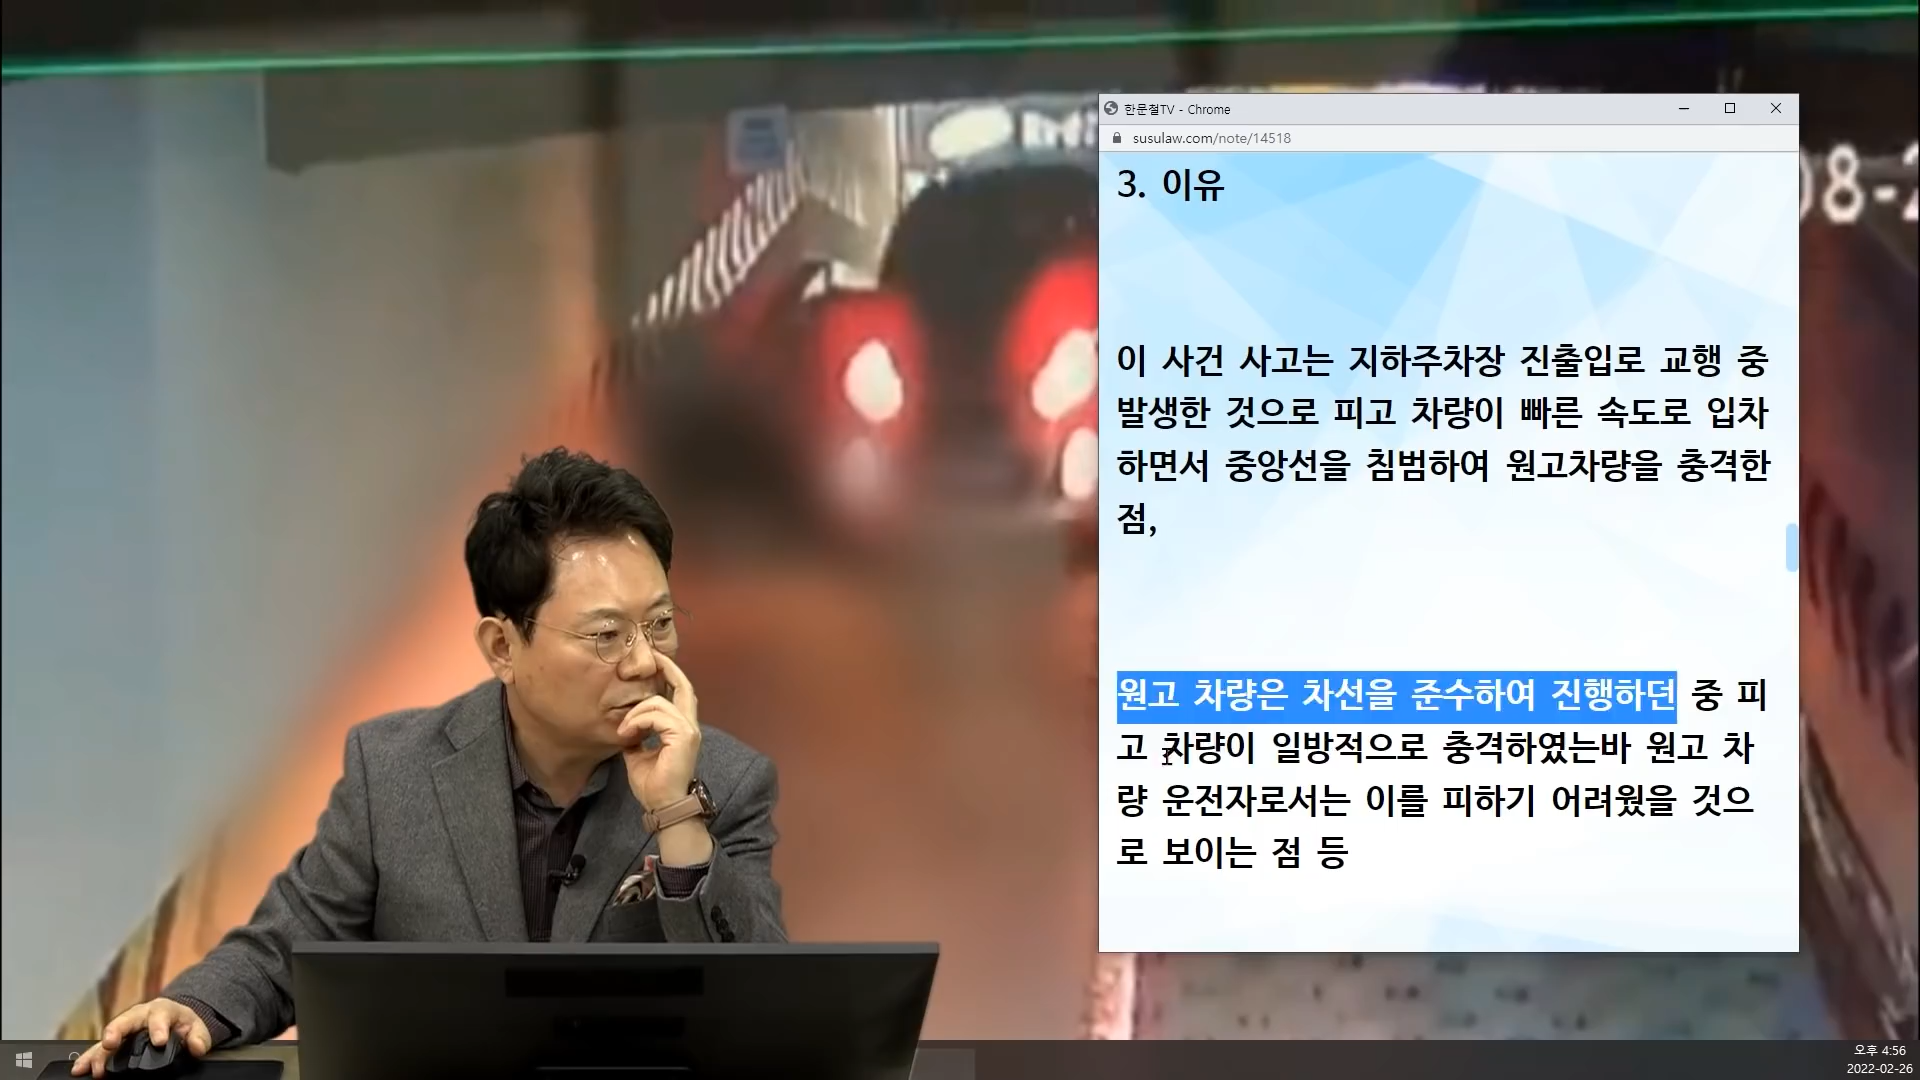 한문철TV - Chrome
susulaw.com/note/14518
3. 이유
이 사건 사고는 지하주차장 진출입로 교행 중
발생한 것으로 피고 차량이 빠른 속도로 입차
하면서 중앙선을 침범하여 원고차량을 충격한
점,
원고 차량은 차선을 준수하여 진행하던 중 피
고 차량이 일방적으로 충격하였는바 원고 차
량 운전자로서는 이를 피하기 어려웠을 것으
로 보이는 점 등
오후 4:56
2022-02-26